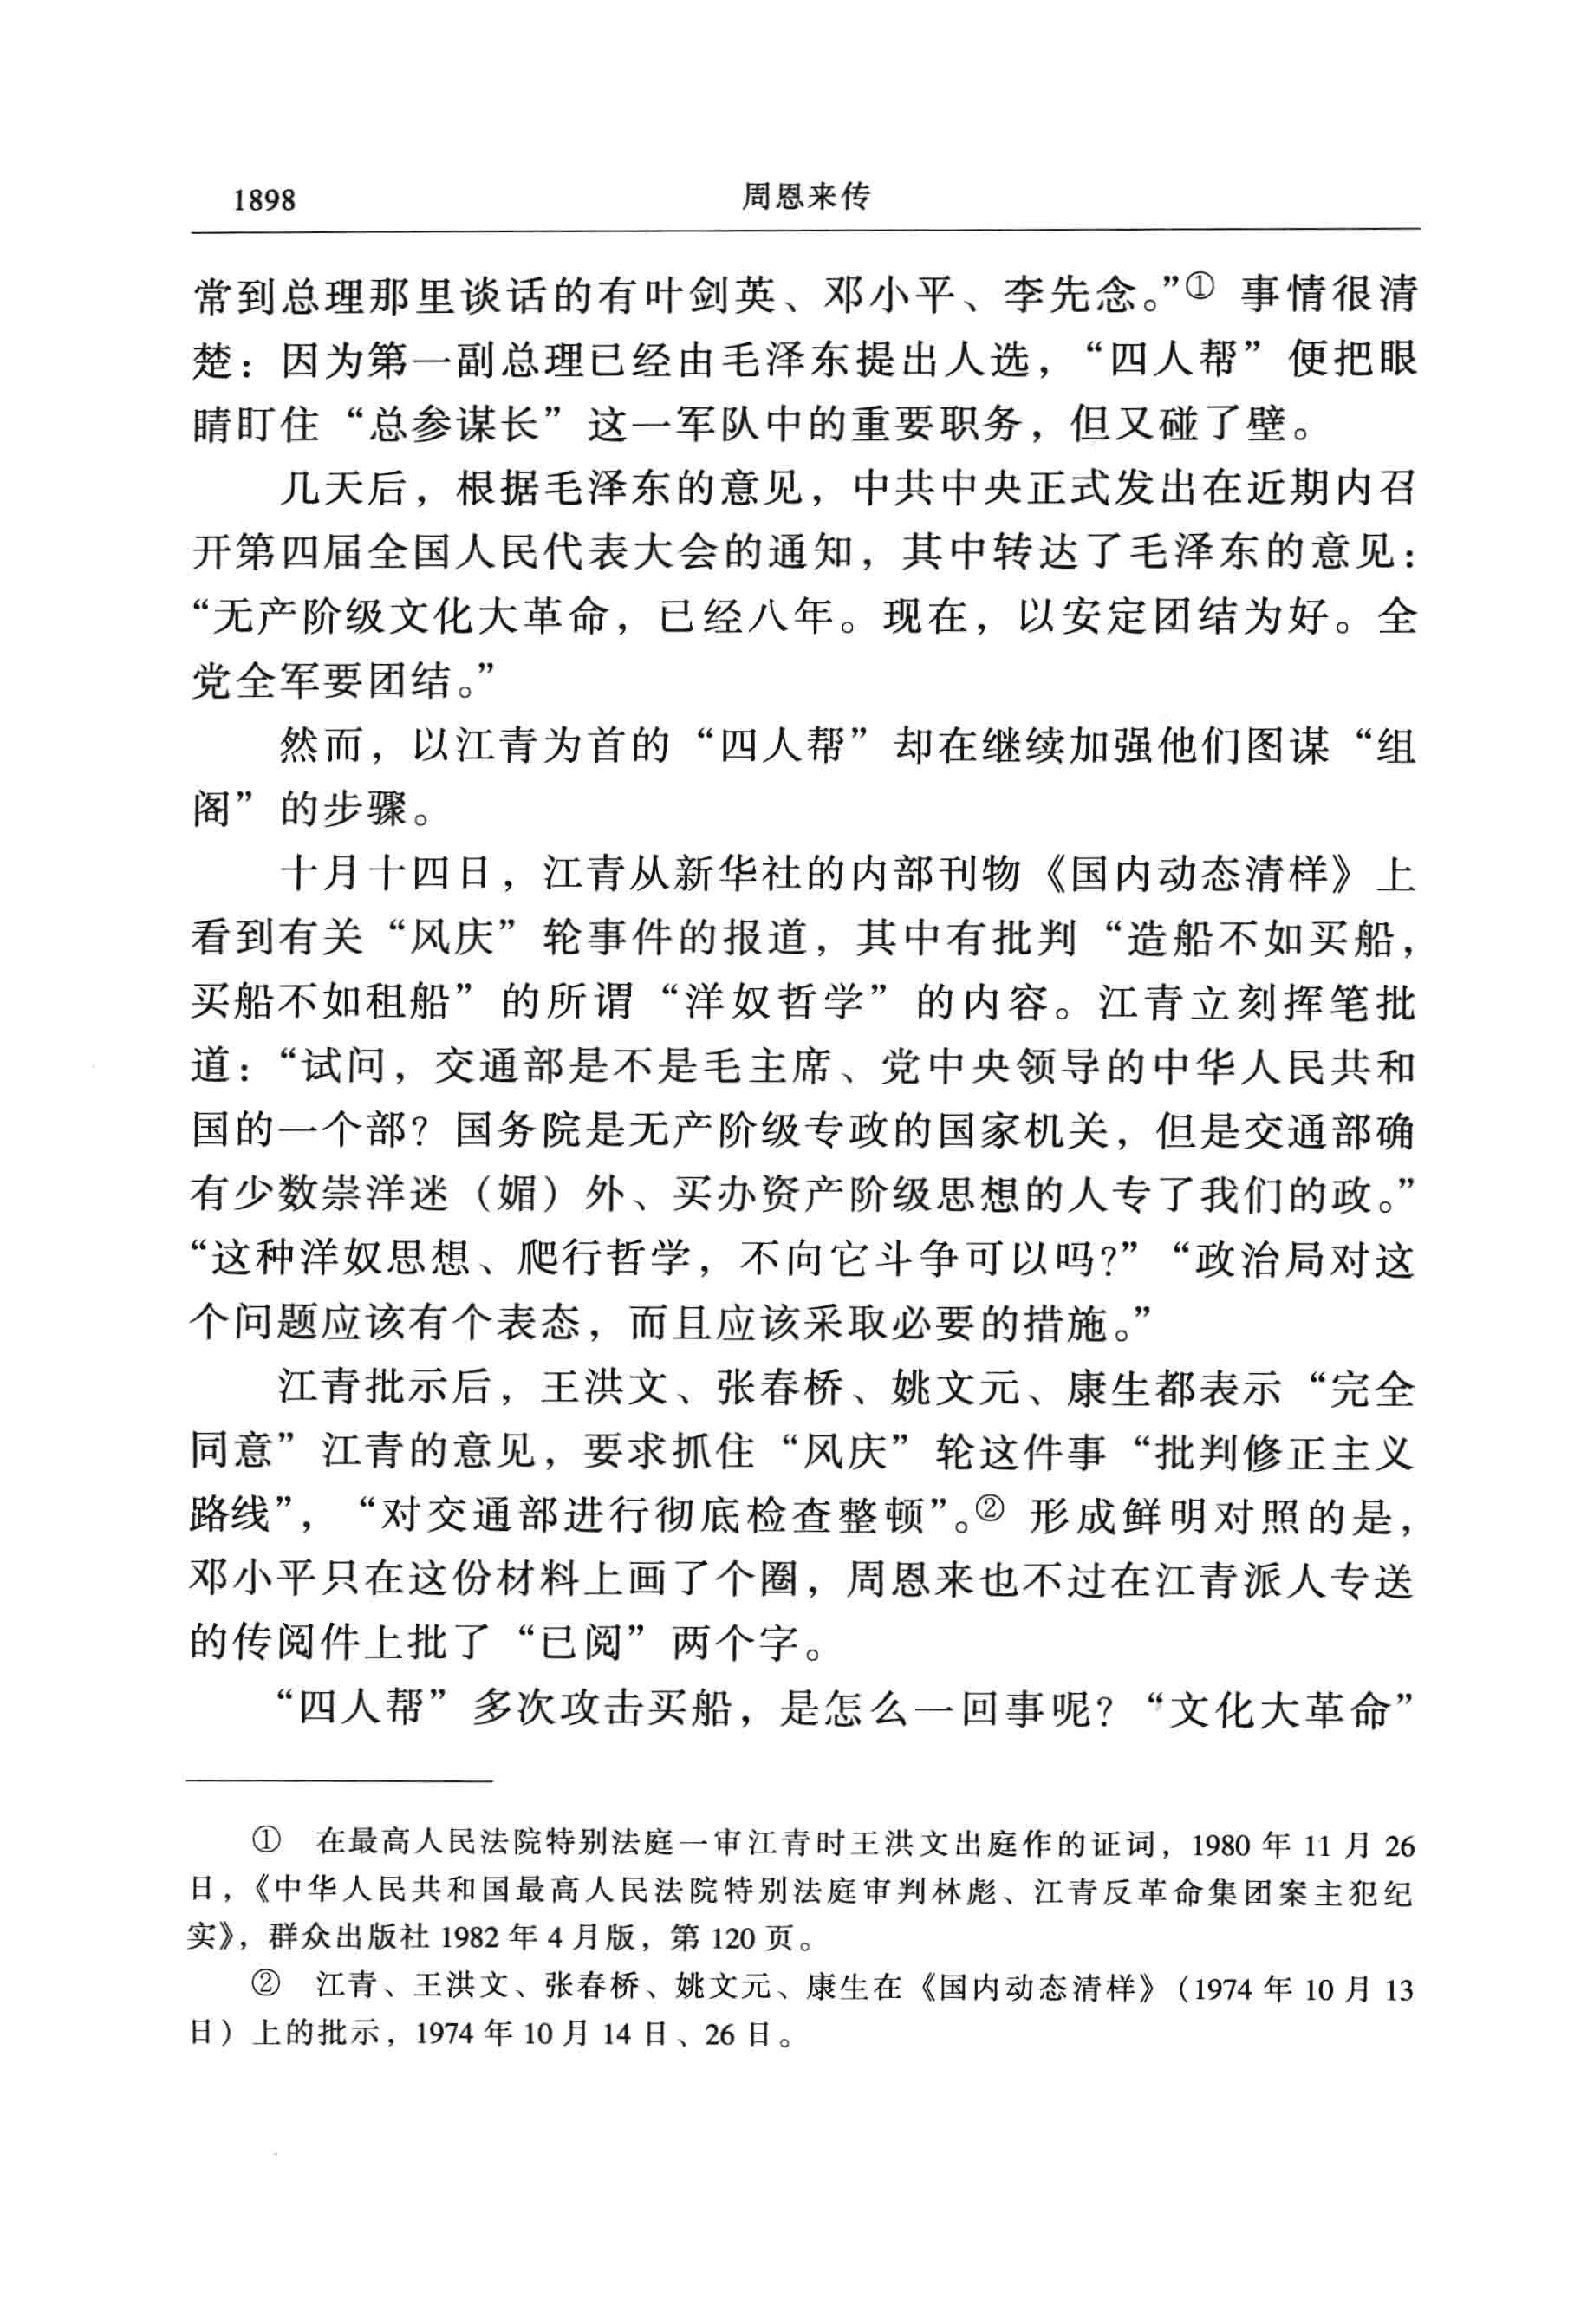 1898
周恩来传
常到总理那里谈话的有叶剑英、邓小平、李先念。”① 事情很清
楚：因为第一副总理已经由毛泽东提出人选，“四人帮”便把眼
睛盯住“总参谋长”这一军队中的重要职务，但又碰了壁。
几天后，根据毛泽东的意见，中共中央正式发出在近期内召
开第四届全国人民代表大会的通知，其中转达了毛泽东的意见：
“无产阶级文化大革命，已经八年。现在，以安定团结为好。全
党全军要团结。”
然而，以江青为首的“四人帮”却在继续加强他们图谋“组
阁”的步骤。
十月十四日，江青从新华社的内部刊物《国内动态清样》上
看到有关“风庆”轮事件的报道，其中有批判“造船不如买船，
买船不如租船”的所谓“洋奴哲学”的内容。江青立刻挥笔批
道：“试问，交通部是不是毛主席、党中央领导的中华人民共和
国的一个部？国务院是无产阶级专政的国家机关，但是交通部确
有少数崇洋迷（媚）外、买办资产阶级思想的人专了我们的政。”
“这种洋奴思想、爬行哲学，不向它斗争可以吗？”“政治局对这
个问题应该有个表态，而且应该采取必要的措施。”
江青批示后，王洪文、张春桥、姚文元、康生都表示“完全
同意”江青的意见，要求抓住“风庆”轮这件事“批判修正主义
路线”，“对交通部进行彻底检查整顿”。② 形成鲜明对照的是，
邓小平只在这份材料上画了个圈，周恩来也不过在江青派人专送
的传阅件上批了“已阅”两个字。
“四人帮”多次攻击买船，是怎么一回事呢？“文化大革命”
① 在最高人民法院特别法庭一审江青时王洪文出庭作的证词，1980 年 11 月 26
日，《中华人民共和国最高人民法院特别法庭审判林彪、江青反革命集团案主犯纪
实》，群众出版社 1982 年 4 月版，第 120 页。
② 江青、王洪文、张春桥、姚文元、康生在《国内动态清样》（1974 年 10 月 13
日）上的批示，1974 年 10 月 14 日、26 日。